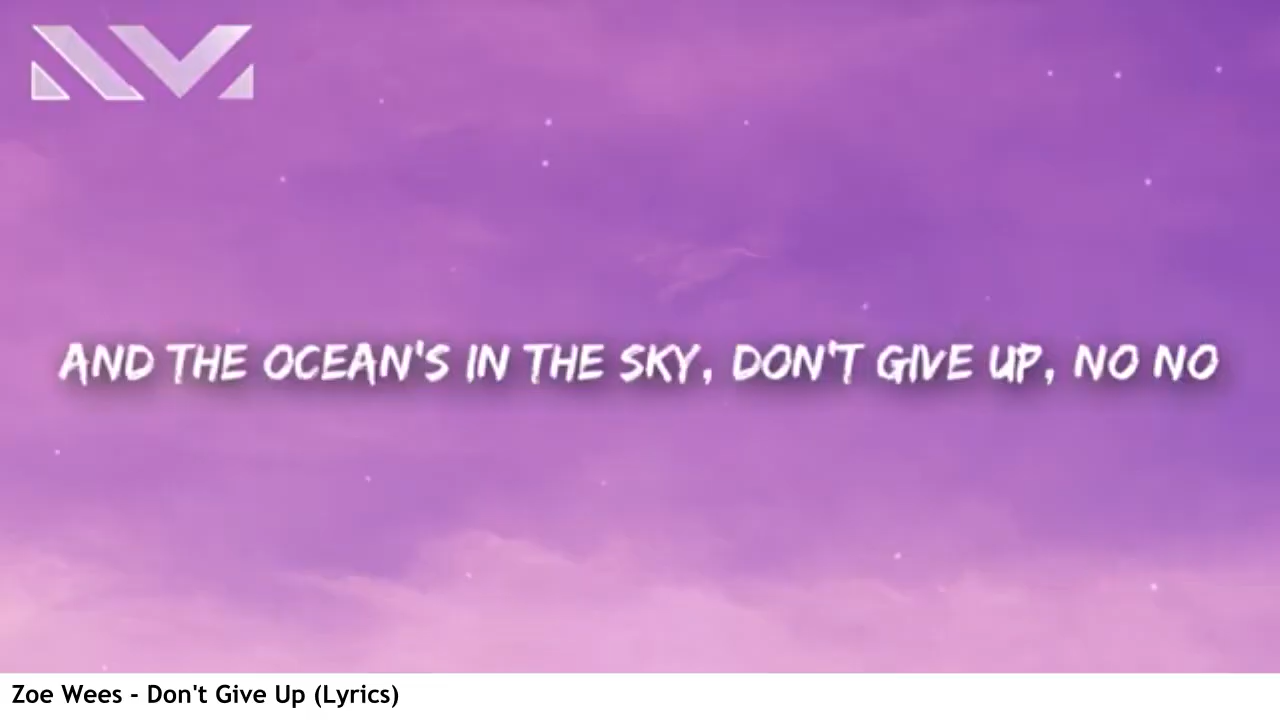 AND THE OCEAN'S IN THE SKY, DON'T GIVE UP, NO NO
Zoe Wees - Don't Give Up (Lyrics)